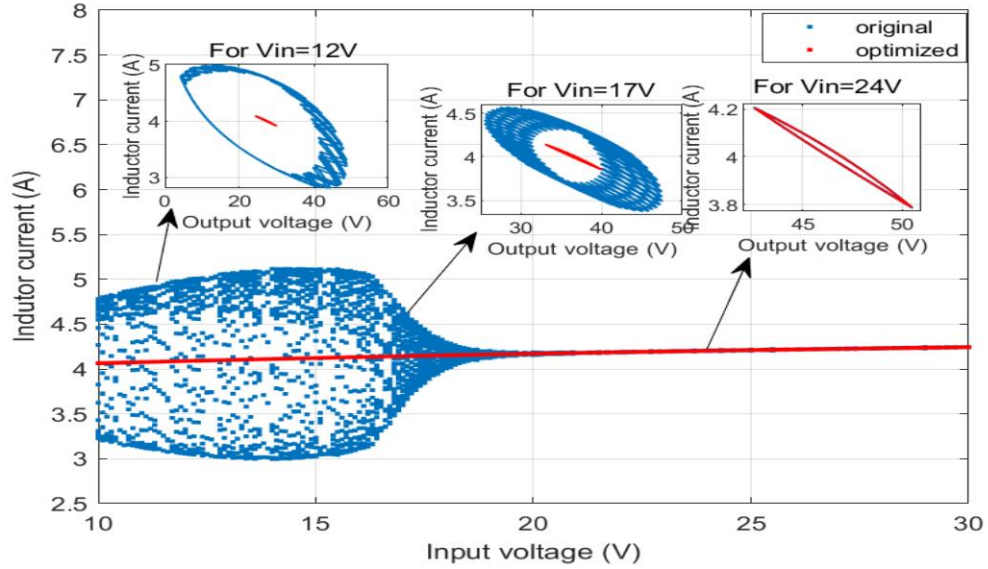 8
7.5
7
6.5
6
5.5
5
4.5
4
3.5
3
2.5
Indutor current (A)
10
15
20
25
30
Input voltage (V)
original
optimized
For Vin=12V
Inductor current (A)
5
4
3
0
20
40
60
Output voltage (V)
For Vin=17V
Inductor current (A)
4.5
4
3.5
30
40
50
Output voltage (V)
For Vin=24V
Inductor current (A)
4.2
4
3.8
45
50
Output voltage (V)